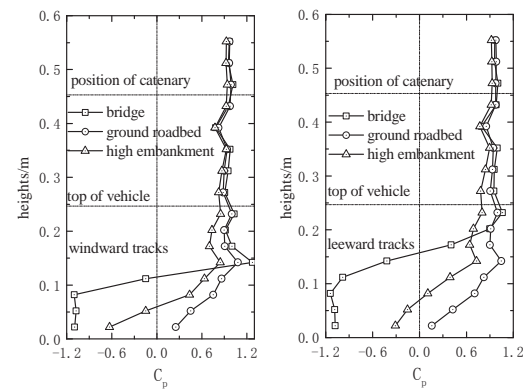 0.6
0.5
0.4
0.3
0.2
0.1
0.0
heights/m
position of catenary
bridge
ground roadbed
high embankment
top of vehicle
windward tracks
-1.2 -0.6 0.0 0.6 1.2
Cp
0.6
0.5
0.4
0.3
0.2
0.1
0.0
heights/m
position of catenary
bridge
ground roadbed
high embankment
top of vehicle
leeward tracks
-1.2 -0.6 0.0 0.6 1.2
Cp